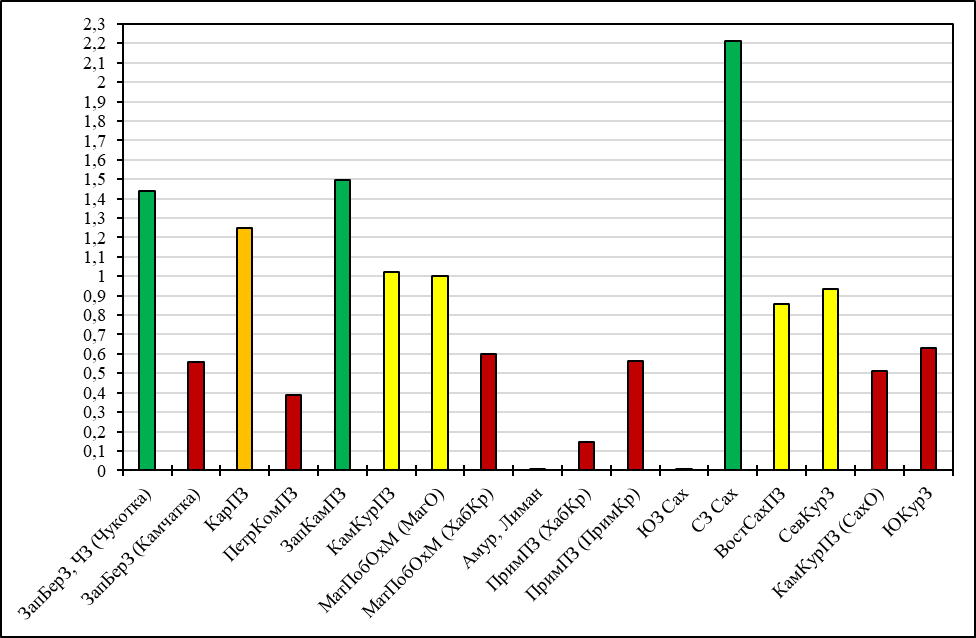 2,3
2,2
2,1
2
1,9
1,8
1,7
1,6
1,5
1,4
1,3
1,2
1,1
1
0,9
0,8
0,7
0,6
0,5
0,4
0,3
0,2
0,1
0
ЗапБерЗ, ЧЗ (Чукотка)
ЗапБерЗ (Камчатка)
КарПЗ
ПетрКомПЗ
ЗапКамПЗ
КамКурПЗ
МатПобОхМ (МагО)
МатПобОхМ (ХабКр)
Амур, Лиман
ПримПЗ (ХабКр)
ПримПЗ (ПримКр)
ЮЗ Сах
СЗ Сах
ВостСахПЗ
СевКурЗ
КамКурПЗ (СахО)
ЮКурЗ